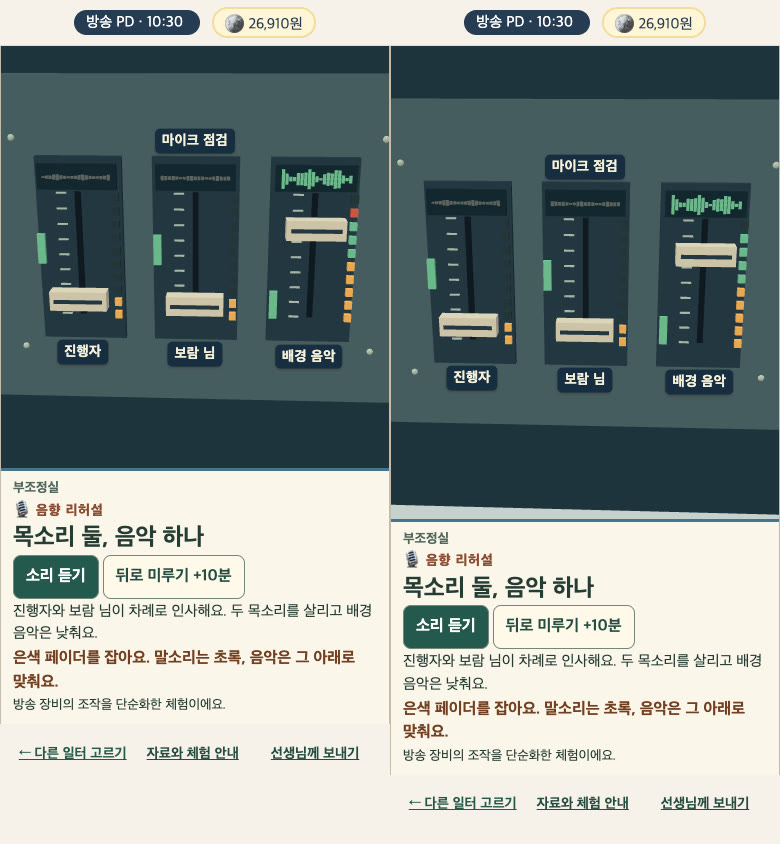 방송 PD · 10:30
26,910원
마이크 점검
진행자
보람 님
배경 음악
부조정실
음향 리허설
목소리 둘, 음악 하나
소리 듣기
뒤로 미루기 +10분
진행자와 보람 님이 차례로 인사해요. 두 목소리를 살리고 배경
음악은 낮춰요.
은색 페이더를 잡아요. 말소리는 초록, 음악은 그 아래로
맞춰요.
방송 장비의 조작을 단순화한 체험이에요.
← 다른 일터 고르기
자료와 체험 안내
선생님께 보내기
방송 PD · 10:30
26,910원
마이크 점검
진행자
보람 님
배경 음악
부조정실
음향 리허설
목소리 둘, 음악 하나
소리 듣기
뒤로 미루기 +10분
진행자와 보람 님이 차례로 인사해요. 두 목소리를 살리고 배경
음악은 낮춰요.
은색 페이더를 잡아요. 말소리는 초록, 음악은 그 아래로
맞춰요.
방송 장비의 조작을 단순화한 체험이에요.
← 다른 일터 고르기
자료와 체험 안내
선생님께 보내기